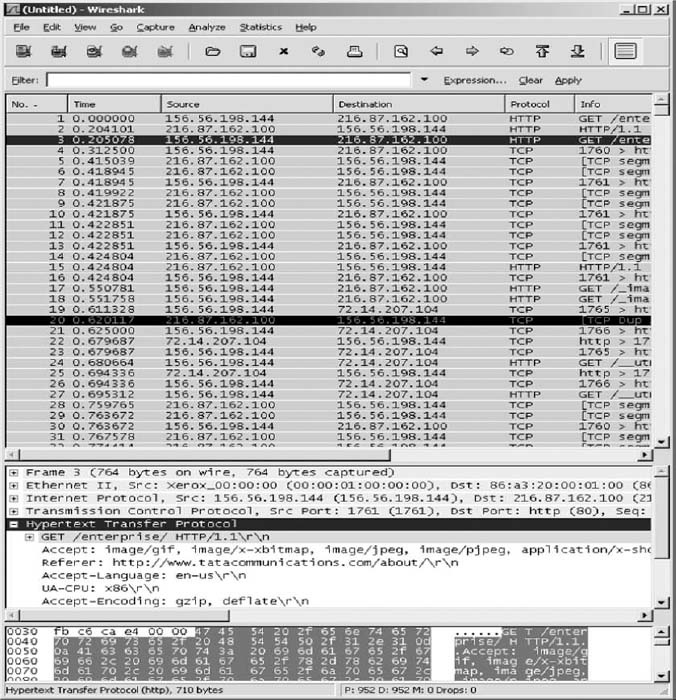 (Untitled) - Wireshark
File Edit View Go Capture Analyze Statistics Help
Filter: Expression... Clear Apply
No. - Time Source Destination Protocol Info
1 0.000000 156.56.198.144 216.87.162.100 HTTP GET /ente
2 0.204101 216.87.162.100 156.56.198.144 HTTP HTTP/1.1
3 0.205078 156.56.198.144 216.87.162.100 HTTP GET /ente
4 0.312500 156.56.198.144 216.87.162.100 TCP 1760 > ht
5 0.415039 216.87.162.100 156.56.198.144 TCP [TCP segm
6 0.418945 216.87.162.100 156.56.198.144 TCP [TCP segm
7 0.418945 156.56.198.144 216.87.162.100 TCP 1761 > ht
8 0.419922 216.87.162.100 156.56.198.144 TCP [TCP segm
9 0.421875 216.87.162.100 156.56.198.144 TCP [TCP segm
10 0.421875 156.56.198.144 216.87.162.100 TCP 1761 > ht
11 0.422851 216.87.162.100 156.56.198.144 TCP [TCP segm
12 0.422851 216.87.162.100 156.56.198.144 TCP [TCP segm
13 0.422851 156.56.198.144 216.87.162.100 TCP 1761 > ht
14 0.424804 216.87.162.100 156.56.198.144 TCP [TCP segm
15 0.424804 216.87.162.100 156.56.198.144 HTTP HTTP/1.1
16 0.424804 156.56.198.144 216.87.162.100 TCP 1761 > ht
17 0.550781 156.56.198.144 216.87.162.100 HTTP GET /_ima
18 0.551758 156.56.198.144 216.87.162.100 HTTP GET /_ima
19 0.611328 156.56.198.144 72.14.207.104 TCP 1765 > ht
20 0.620117 216.87.162.100 156.56.198.144 TCP [TCP Dup
21 0.625000 156.56.198.144 72.14.207.104 TCP 1766 > ht
22 0.679687 72.14.207.104 156.56.198.144 TCP http > 17
23 0.679687 156.56.198.144 72.14.207.104 TCP 1765 > ht
24 0.680664 156.56.198.144 72.14.207.104 HTTP GET /__ut
25 0.694336 72.14.207.104 156.56.198.144 TCP http > 17
26 0.694336 156.56.198.144 72.14.207.104 TCP 1766 > ht
27 0.695312 156.56.198.144 72.14.207.104 HTTP GET /__ut
28 0.759765 216.87.162.100 156.56.198.144 TCP [TCP segm
29 0.763672 216.87.162.100 156.56.198.144 TCP [TCP segm
30 0.763672 156.56.198.144 216.87.162.100 TCP 1760 > ht
31 0.767578 216.87.162.100 156.56.198.144 TCP [TCP segm
Frame 3 (764 bytes on wire, 764 bytes captured)
Ethernet II, Src: Xerox_00:00:00 (00:00:01:00:00:00), Dst: 86:a3:20:00:01:00 (86
Internet Protocol, Src: 156.56.198.144 (156.56.198.144), Dst: 216.87.162.100 (21
Transmission Control Protocol, Src Port: 1761 (1761), Dst Port: http (80), Seq:
Hypertext Transfer Protocol
GET /enterprise/ HTTP/1.1\r\n
Accept: image/gif, image/x-xbitmap, image/jpeg, image/pjpeg, application/x-sho
Referer: http://www.tatacommunications.com/about/\r\n
Accept-Language: en-us\r\n
UA-CPU: x86\r\n
Accept-Encoding: gzip, deflate\r\n
0030 fb c6 ca e4 00 00 47 45 54 20 2f 65 6e 74 65 72 ......GE T /enter
0040 70 72 69 73 65 2f 20 48 54 54 50 2f 31 2e 31 0d prise/ H TTP/1.1.
0050 0a 41 63 63 65 70 74 3a 20 69 6d 61 67 65 2f 67 .Accept: image/g
0060 69 66 2c 20 69 6d 61 67 65 2f 78 2d 78 62 69 74 if, imag e/x-xbit
0070 6d 61 70 2c 20 69 6d 61 67 65 2f 6a 70 65 67 2c map, ima ge/jpeg,
Hypertext Transfer Protocol (http), 710 bytes P: 952 D: 952 M: 0 Drops: 0